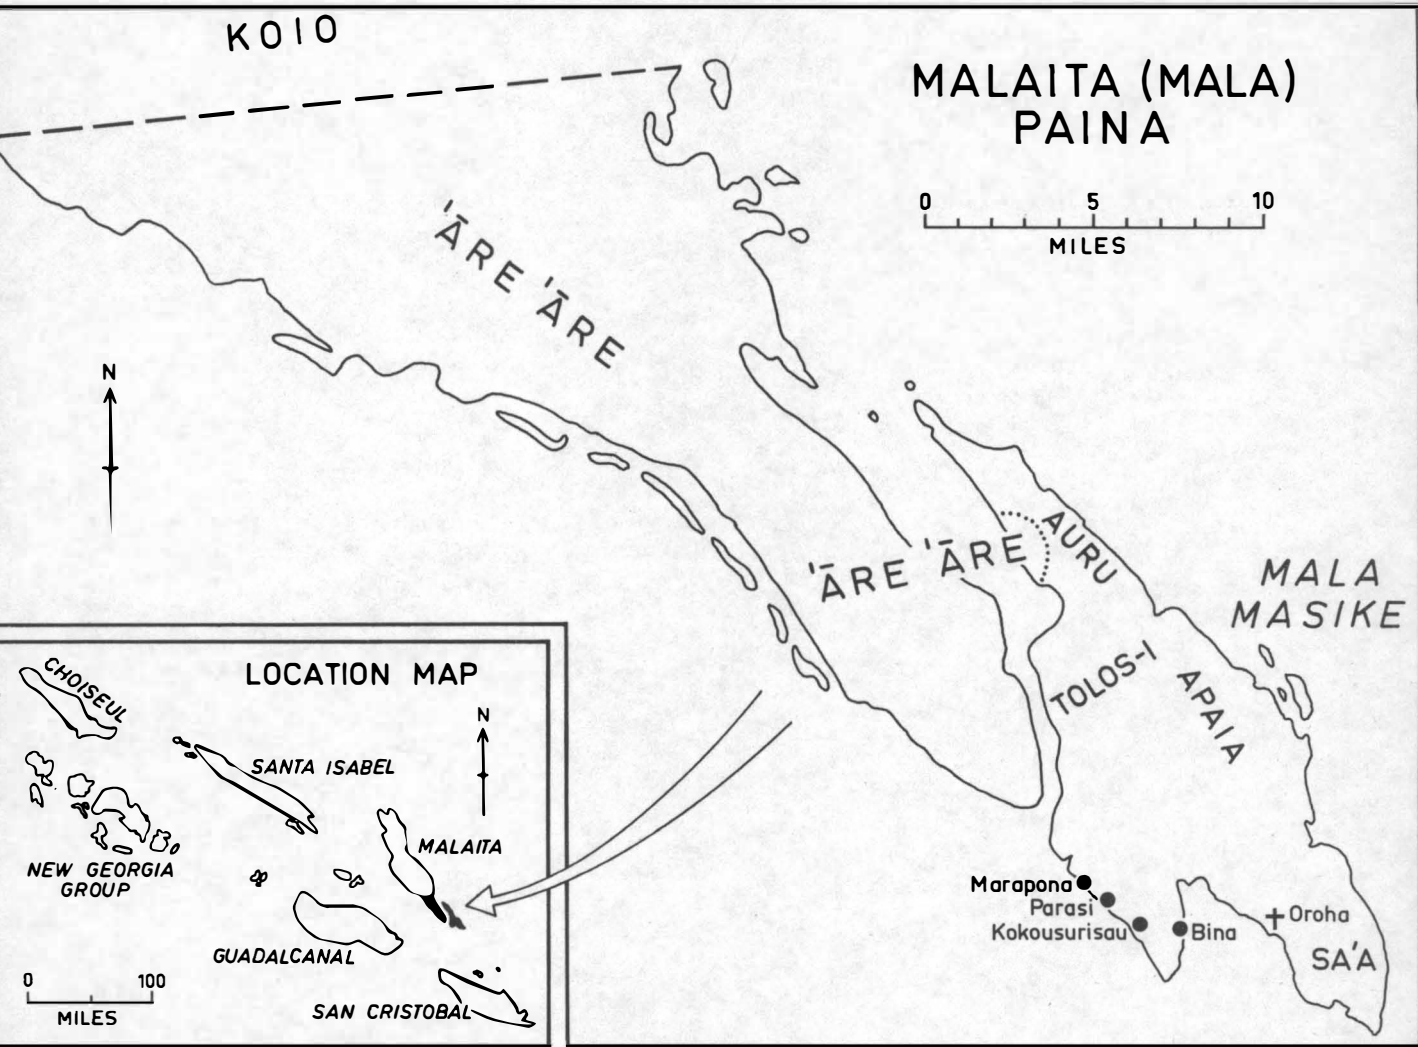 KOIO
MALAITA (MALA)
PAINA
0 5 10
MILES
'ĀRE 'ĀRE
N
'ĀRE 'ĀRE
AURU
MALA
MASIKE
TOLOS-I
APAIA
Marapona
Parasi
Kokousurisau
Bina
Oroha
SA'A
LOCATION MAP
CHOISEUL
N
SANTA ISABEL
MALAITA
NEW GEORGIA
GROUP
GUADALCANAL
0 100
MILES
SAN CRISTOBAL